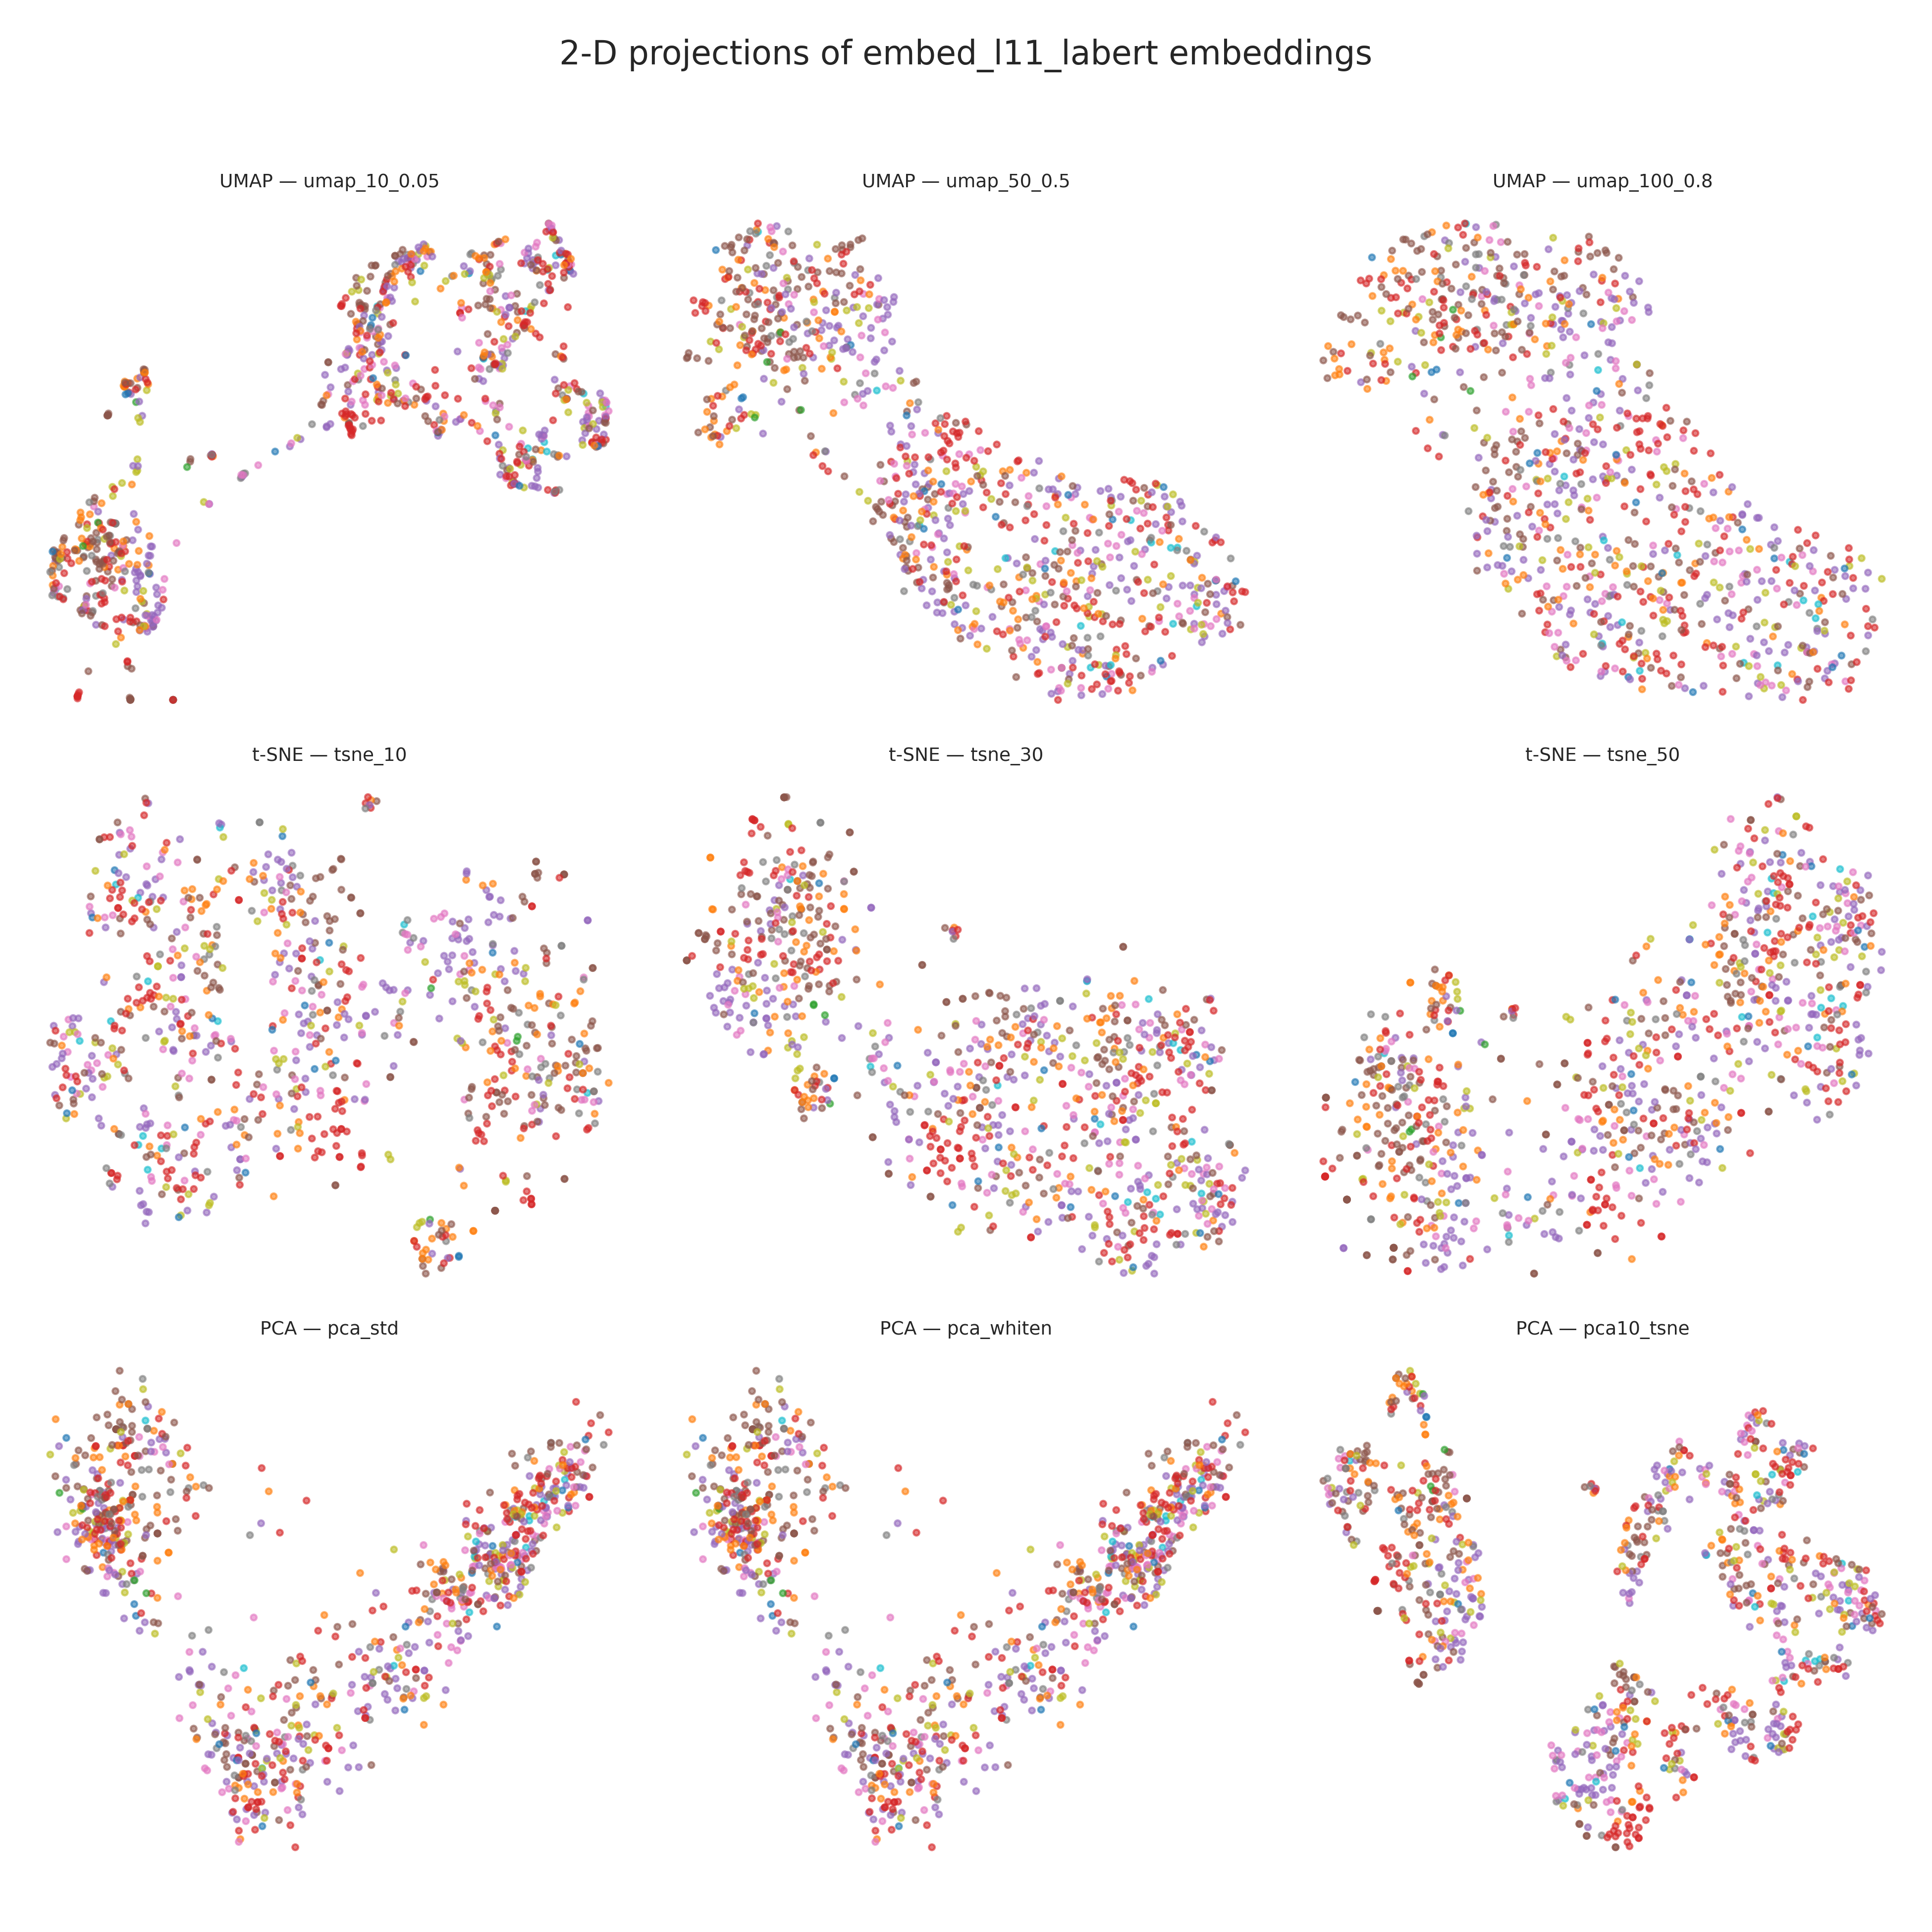 2-D projections of embed_l11_labert embeddings
UMAP — umap_10_0.05
UMAP — umap_50_0.5
UMAP — umap_100_0.8
t-SNE — tsne_10
t-SNE — tsne_30
t-SNE — tsne_50
PCA — pca_std
PCA — pca_whiten
PCA — pca10_tsne